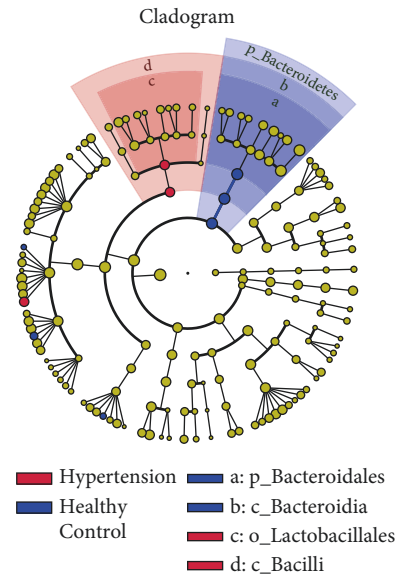 Cladogram
d
c
p_Bacteroidetes
b
a
Hypertension
Healthy
Control
a: p_Bacteroidales
b: c_Bacteroidia
c: o_Lactobacillales
d: c_Bacilli